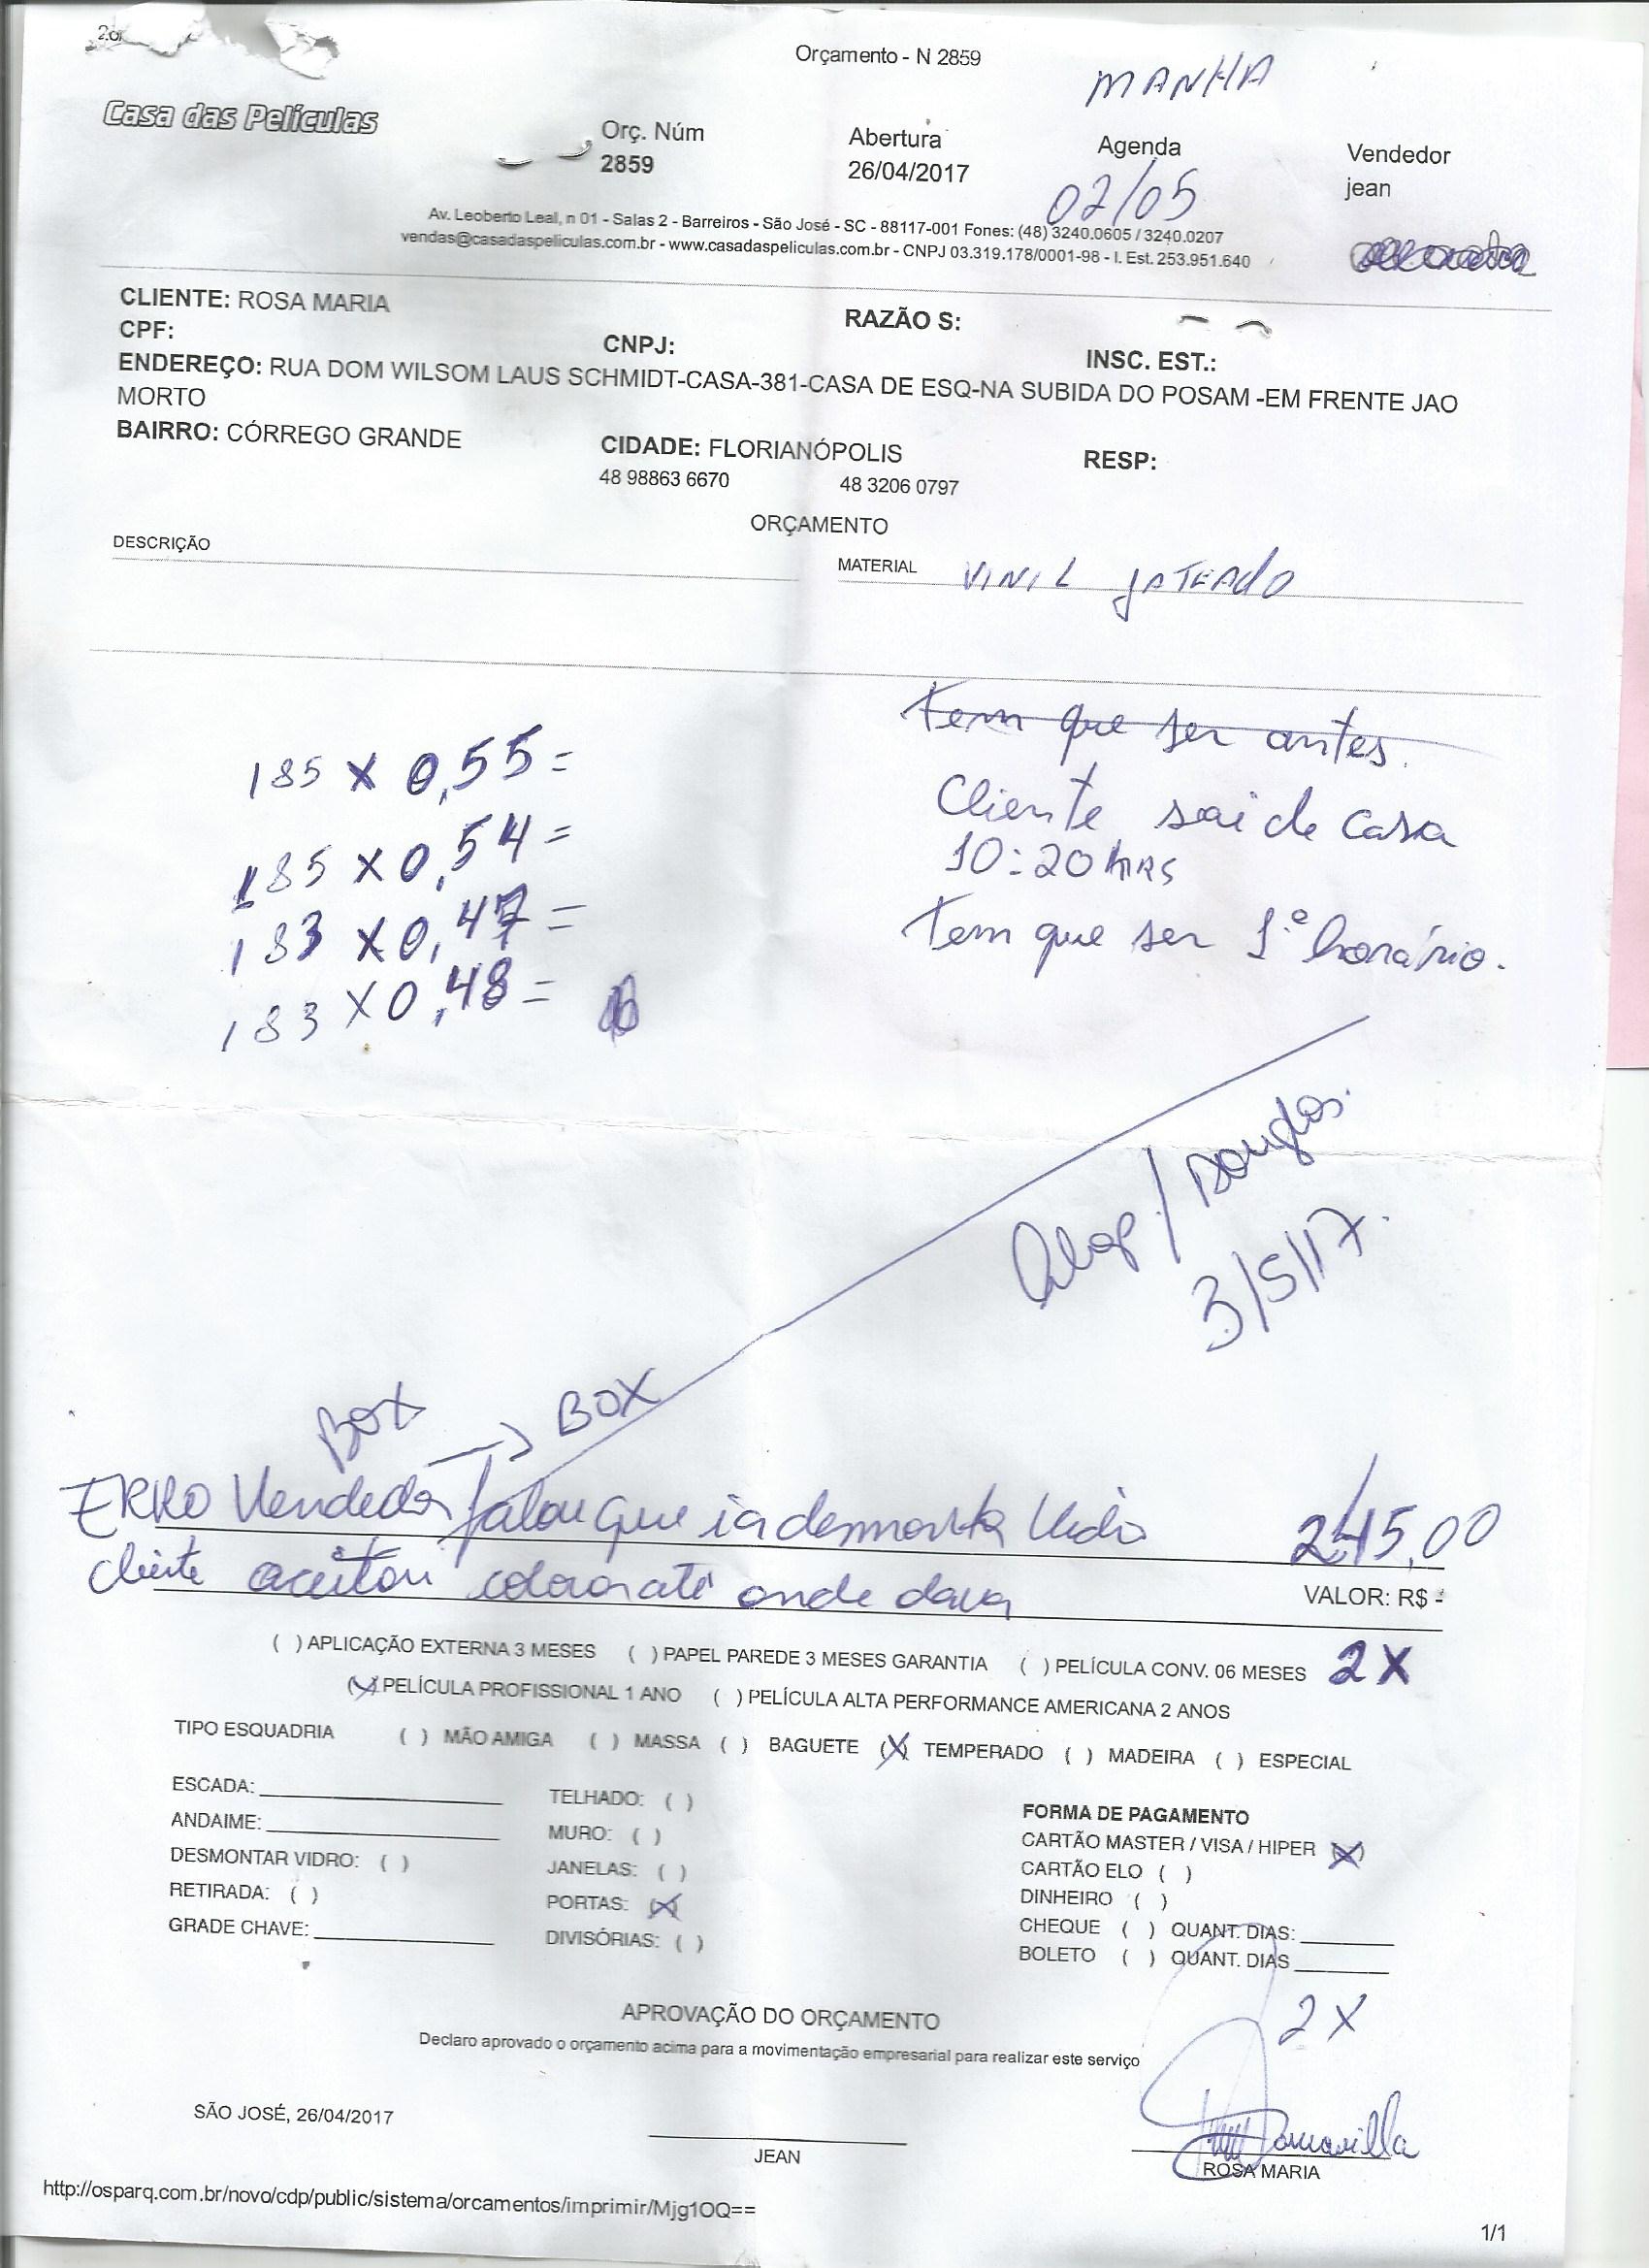 Orçamento - N 2859
MANHA
Casa das Películas
Orç. Núm
2859
Abertura
26/04/2017
Agenda
02/05
Vendedor
jean
Av. Leoberto Leal, n 01 - Salas 2 - Barreiros - São José - SC - 88117-001 Fones: (48) 3240.0605 / 3240.0207
vendas@casadaspeliculas.com.br - www.casadaspeliculas.com.br - CNPJ 03.319.178/0001-98 - I. Est. 253.951.640
CLIENTE: ROSA MARIA
RAZÃO S:
CPF:
CNPJ:
INSC. EST.:
ENDEREÇO: RUA DOM WILSOM LAUS SCHMIDT-CASA-381-CASA DE ESQ-NA SUBIDA DO POSAM -EM FRENTE JAO
MORTO
BAIRRO: CÓRREGO GRANDE
CIDADE: FLORIANÓPOLIS
RESP:
48 98863 6670 48 3206 0797
ORÇAMENTO
DESCRIÇÃO
MATERIAL VINIL JATEADO
Tem que ser antes.
185 x 0,55=
185 x 0,54=
183 x 0,47=
183 x 0,48=
Cliente sai de casa
10:20 HRS
Tem que ser 1º horário.
/ Douglas.
3/5/17.
BOX → BOX
ERRO Vendedor falou que ia desmonta Vidro
245,00
cliente aceitou colocar até onde dava
VALOR: R$ -
( ) APLICAÇÃO EXTERNA 3 MESES ( ) PAPEL PAREDE 3 MESES GARANTIA ( ) PELÍCULA CONV. 06 MESES 2X
(X) PELÍCULA PROFISSIONAL 1 ANO ( ) PELÍCULA ALTA PERFORMANCE AMERICANA 2 ANOS
TIPO ESQUADRIA ( ) MÃO AMIGA ( ) MASSA ( ) BAGUETE (X) TEMPERADO ( ) MADEIRA ( ) ESPECIAL
ESCADA:
ANDAIME:
DESMONTAR VIDRO: ( )
RETIRADA: ( )
GRADE CHAVE:
TELHADO: ( )
MURO: ( )
JANELAS: ( )
PORTAS: (X)
DIVISÓRIAS: ( )
FORMA DE PAGAMENTO
CARTÃO MASTER / VISA / HIPER (X)
CARTÃO ELO ( )
DINHEIRO ( )
CHEQUE ( ) QUANT. DIAS:
BOLETO ( ) QUANT. DIAS
2X
APROVAÇÃO DO ORÇAMENTO
Declaro aprovado o orçamento acima para a movimentação empresarial para realizar este serviço
SÃO JOSÉ, 26/04/2017
JEAN
ROSA MARIA
http://osparq.com.br/novo/cdp/public/sistema/orcamentos/imprimir/Mjg1OQ==
1/1